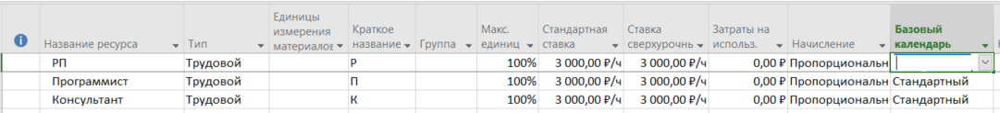 Название ресурса Тип Единицы измерения материалов Краткое название Группа Макс. единиц Стандартная ставка Ставка сверхурочнь Затраты на использ. Начисление Базовый календарь
РП Трудовой Р 100% 3 000,00 ₽/ч 3 000,00 ₽/ч 0,00 ₽ Пропорциональн
Программист Трудовой П 100% 3 000,00 ₽/ч 3 000,00 ₽/ч 0,00 ₽ Пропорциональн Стандартный
Консультант Трудовой К 100% 3 000,00 ₽/ч 3 000,00 ₽/ч 0,00 ₽ Пропорциональн Стандартный